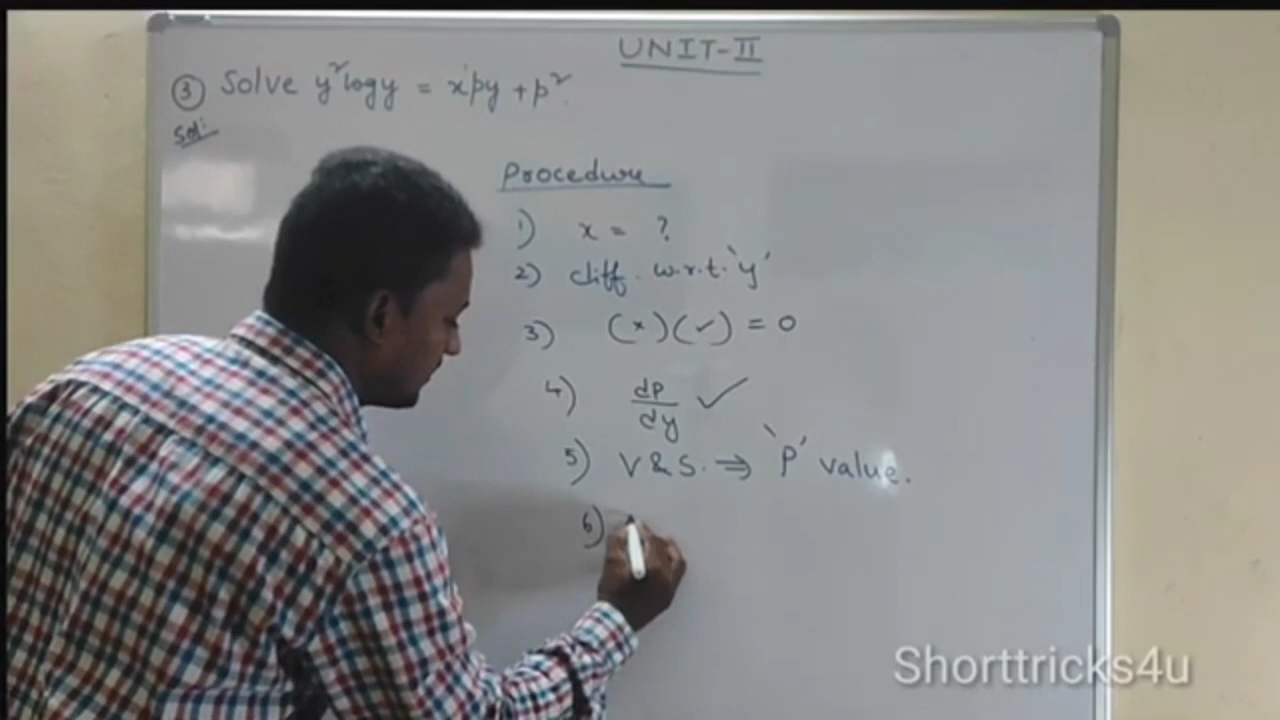 UNIT-II
③ Solve y²logy = xpy + p².
Sol:
Procedure
1) x = ?
2) diff. w.r.t. 'y'
3) (×)(✓) = 0
4) dp/dy ✓
5) V & S. ⇒ 'P' value.
6)
Shorttricks4u